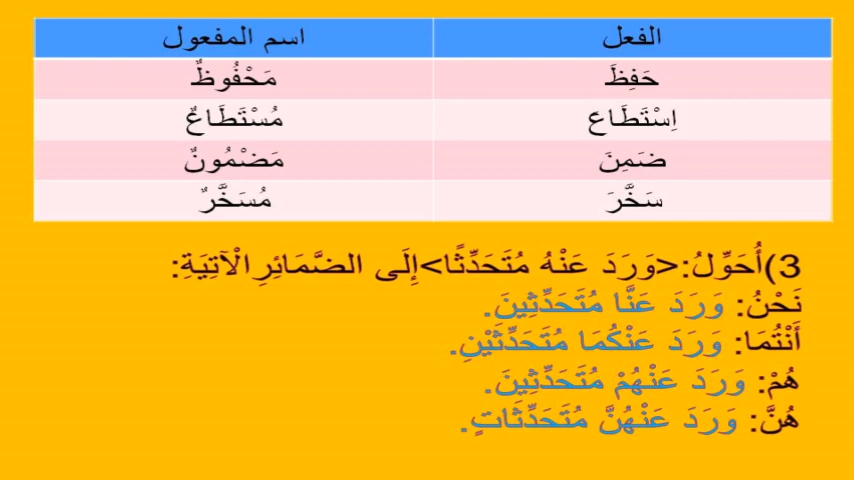 الفعل	اسم المفعول
حَفِظَ	مَحْفُوظٌ
اِسْتَطَاعَ	مُسْتَطَاعٌ
ضَمِنَ	مَضْمُونٌ
سَخَّرَ	مُسَخَّرٌ
3)أُحَوِّلُ:<وَرَدَ عَنْهُ مُتَحَدِّثًا>إِلَى الضَّمَائِرِ الْآتِيَةِ:
نَحْنُ: وَرَدَ عَنَّا مُتَحَدِّثِينَ.
أَنْتُمَا: وَرَدَ عَنْكُمَا مُتَحَدِّثَيْنِ.
هُمْ: وَرَدَ عَنْهُمْ مُتَحَدِّثِينَ.
هُنَّ: وَرَدَ عَنْهُنَّ مُتَحَدِّثَاتٍ.